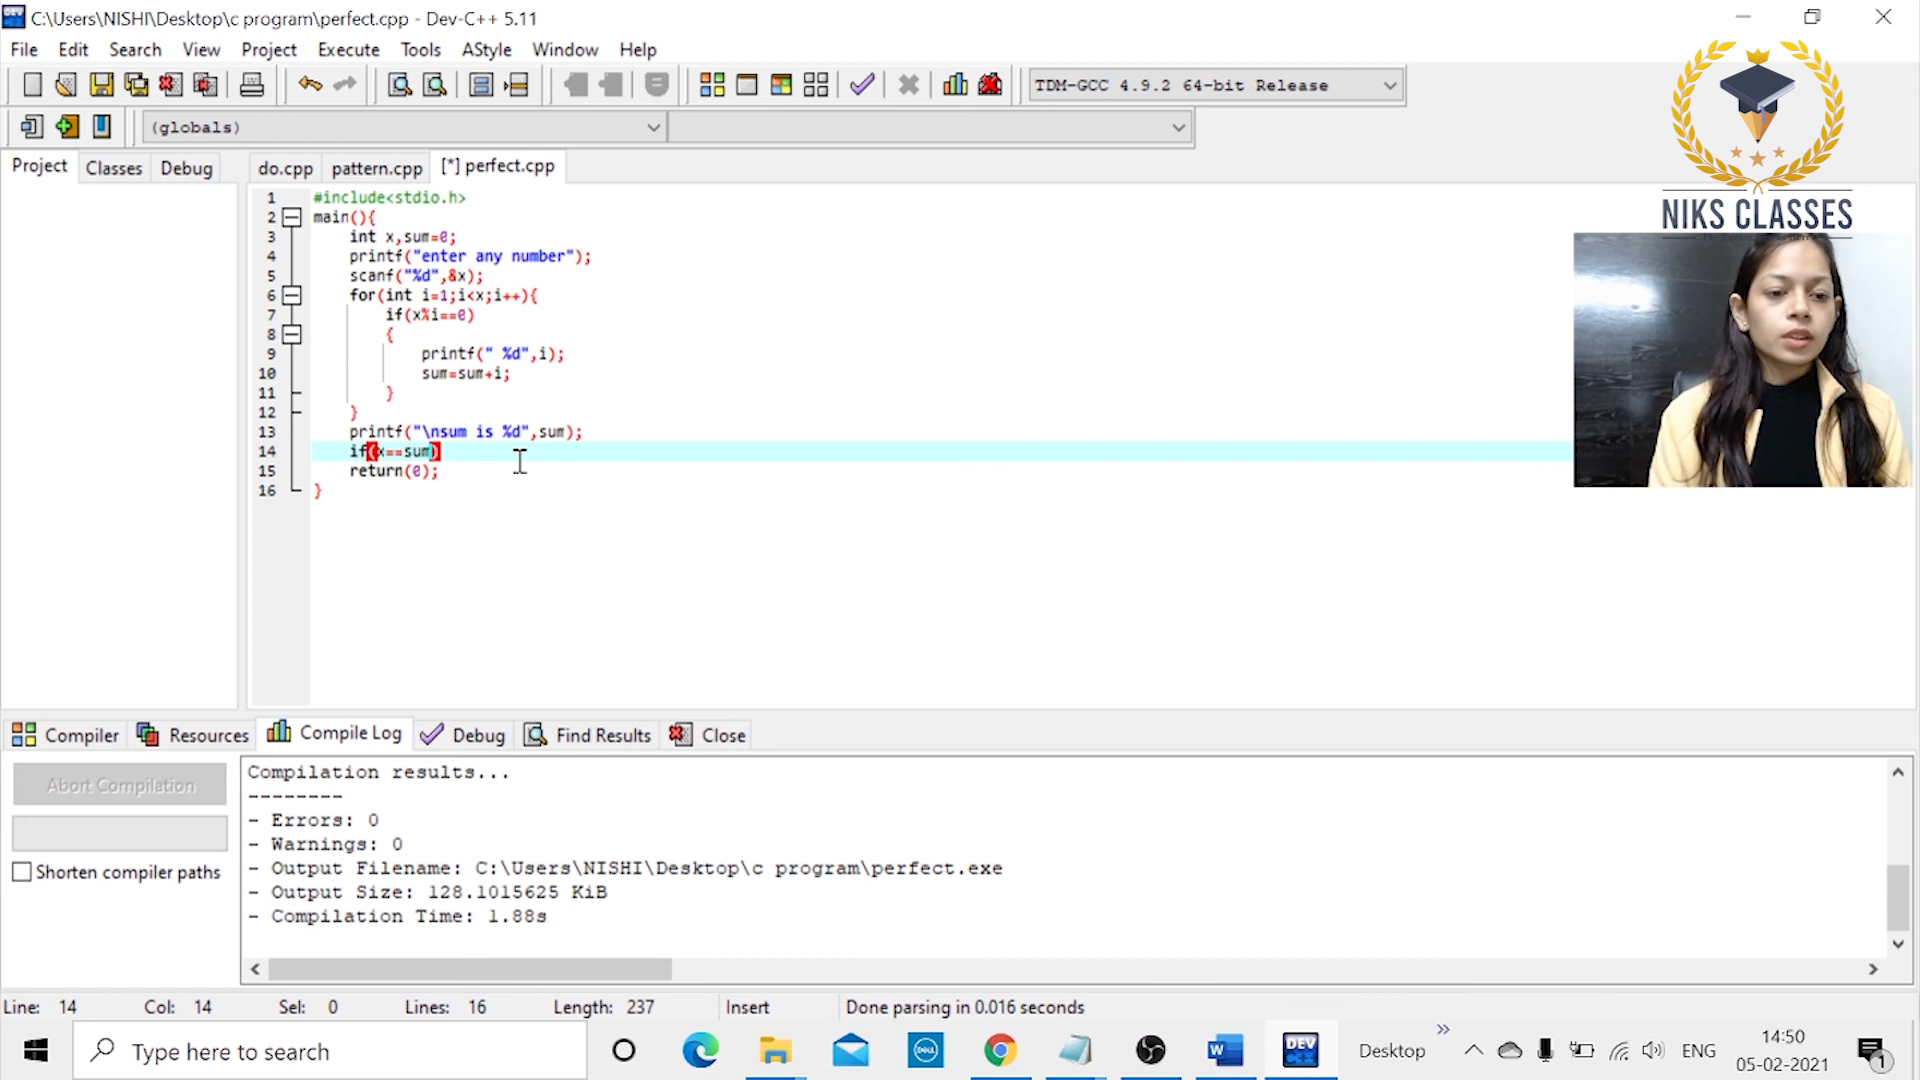 C:\Users\NISHI\Desktop\c program\perfect.cpp - Dev-C++ 5.11
File Edit Search View Project Execute Tools AStyle Window Help
TDM-GCC 4.9.2 64-bit Release
(globals)
Project Classes Debug do.cpp pattern.cpp [*] perfect.cpp
1 #include<stdio.h>
2 main(){
3 int x,sum=0;
4 printf("enter any number");
5 scanf("%d",&x);
6 for(int i=1;i<x;i++){
7 if(x%i==0)
8 {
9 printf(" %d",i);
10 sum=sum+i;
11 }
12 }
13 printf("\nsum is %d",sum);
14 if(x==sum)
15 return(0);
16 }
NIKS CLASSES
Compiler Resources Compile Log Debug Find Results Close
Abort Compilation
Shorten compiler paths
Compilation results...
--------
- Errors: 0
- Warnings: 0
- Output Filename: C:\Users\NISHI\Desktop\c program\perfect.exe
- Output Size: 128.1015625 KiB
- Compilation Time: 1.88s
Line: 14 Col: 14 Sel: 0 Lines: 16 Length: 237 Insert Done parsing in 0.016 seconds
Type here to search
DELL
W
DEV C++
Desktop
ENG
14:50
05-02-2021
1